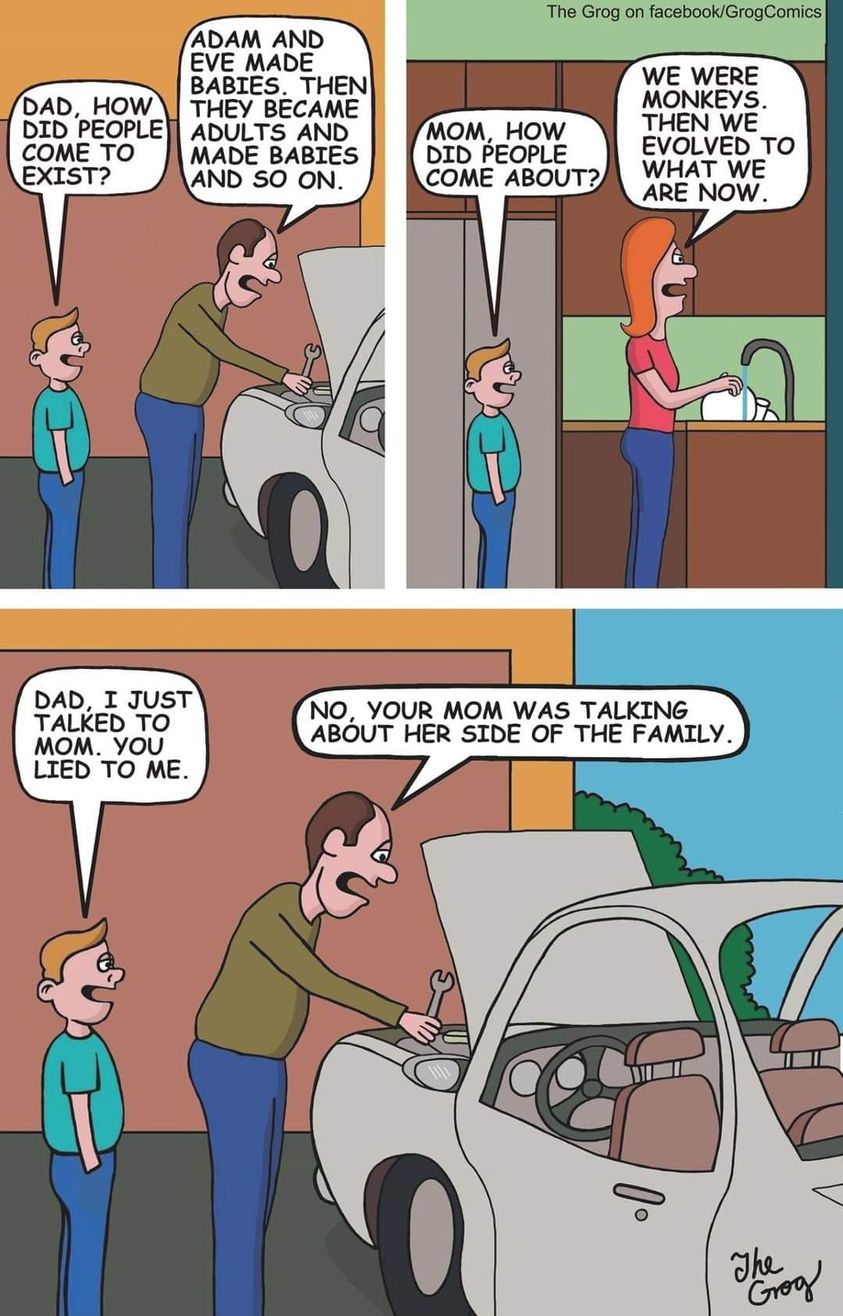 The Grog on facebook/GrogComics
DAD, HOW
DID PEOPLE
COME TO
EXIST?
ADAM AND
EVE MADE
BABIES. THEN
THEY BECAME
ADULTS AND
MADE BABIES
AND SO ON.
MOM, HOW
DID PEOPLE
COME ABOUT?
WE WERE
MONKEYS.
THEN WE
EVOLVED TO
WHAT WE
ARE NOW.
DAD, I JUST
TALKED TO
MOM. YOU
LIED TO ME.
NO, YOUR MOM WAS TALKING
ABOUT HER SIDE OF THE FAMILY.
The
Grog